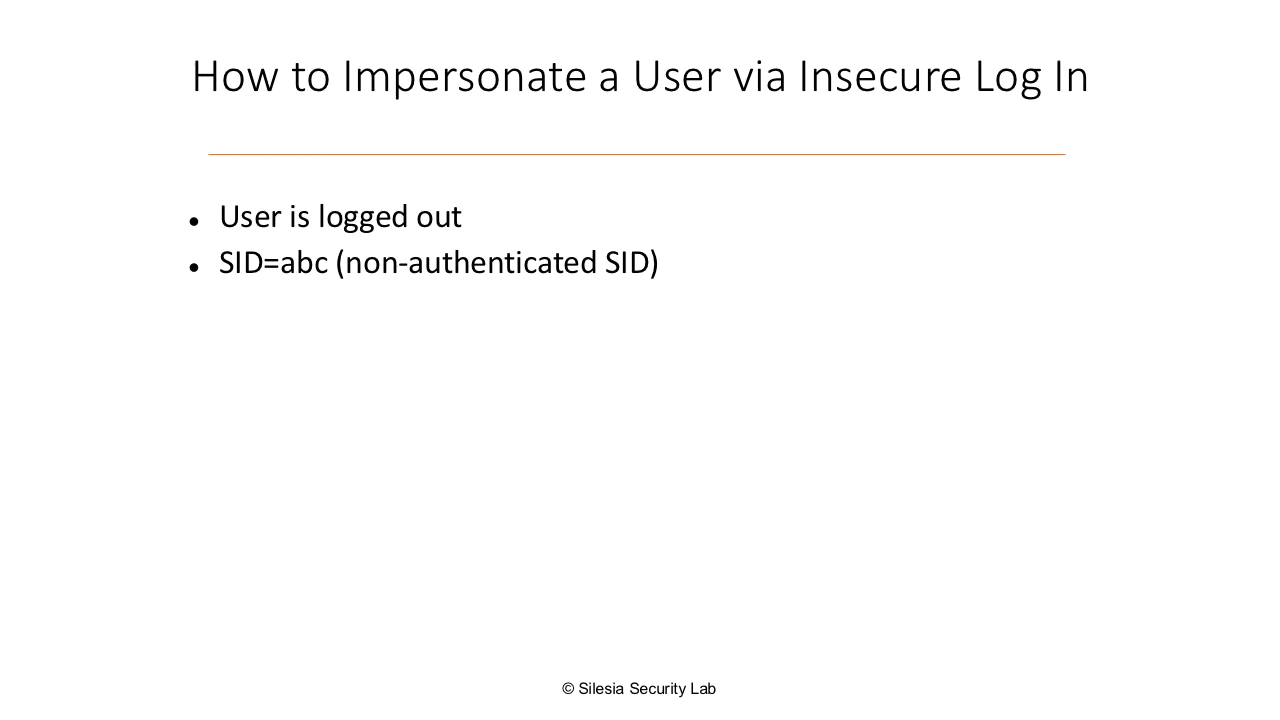 How to Impersonate a User via Insecure Log In
● User is logged out
● SID=abc (non-authenticated SID)
© Silesia Security Lab